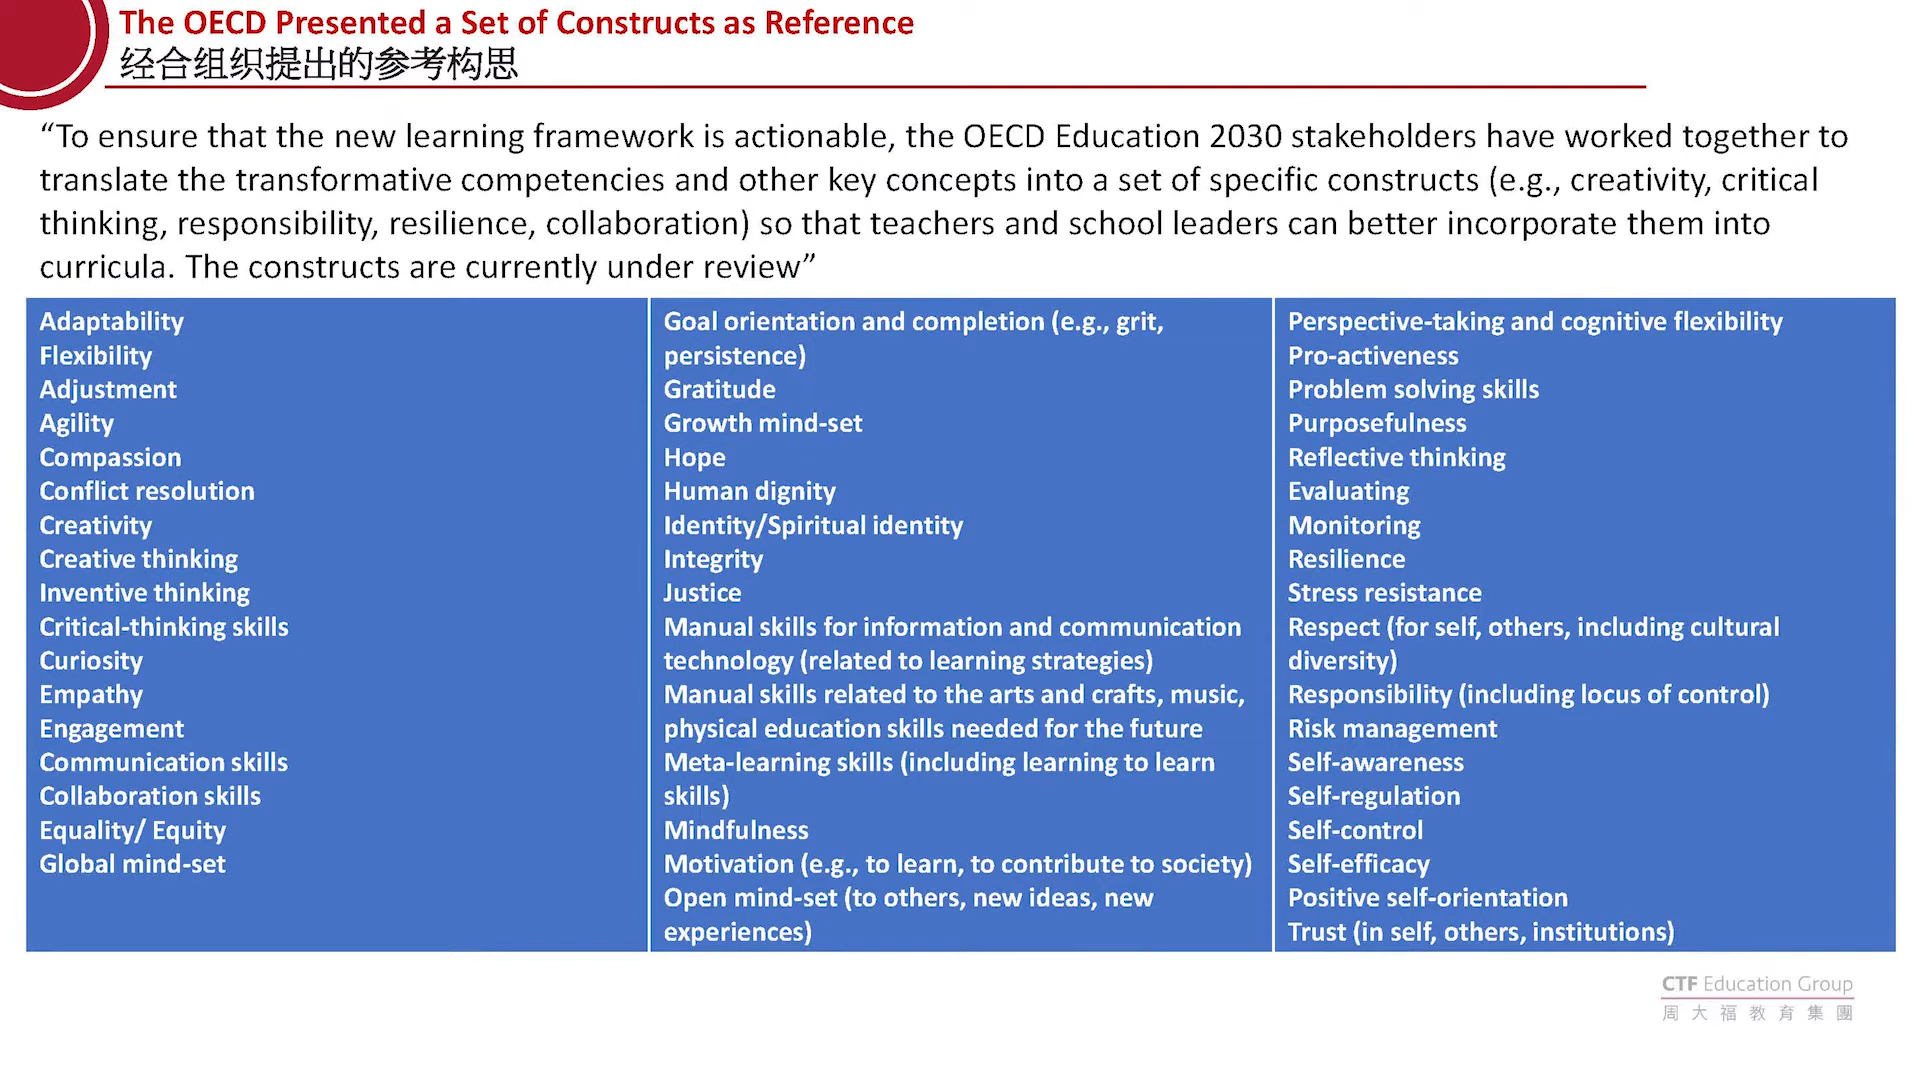 The OECD Presented a Set of Constructs as Reference
经合组织提出的参考构思
“To ensure that the new learning framework is actionable, the OECD Education 2030 stakeholders have worked together to
translate the transformative competencies and other key concepts into a set of specific constructs (e.g., creativity, critical
thinking, responsibility, resilience, collaboration) so that teachers and school leaders can better incorporate them into
curricula. The constructs are currently under review”
Adaptability
Flexibility
Adjustment
Agility
Compassion
Conflict resolution
Creativity
Creative thinking
Inventive thinking
Critical-thinking skills
Curiosity
Empathy
Engagement
Communication skills
Collaboration skills
Equality/ Equity
Global mind-set
Goal orientation and completion (e.g., grit,
persistence)
Gratitude
Growth mind-set
Hope
Human dignity
Identity/Spiritual identity
Integrity
Justice
Manual skills for information and communication
technology (related to learning strategies)
Manual skills related to the arts and crafts, music,
physical education skills needed for the future
Meta-learning skills (including learning to learn
skills)
Mindfulness
Motivation (e.g., to learn, to contribute to society)
Open mind-set (to others, new ideas, new
experiences)
Perspective-taking and cognitive flexibility
Pro-activeness
Problem solving skills
Purposefulness
Reflective thinking
Evaluating
Monitoring
Resilience
Stress resistance
Respect (for self, others, including cultural
diversity)
Responsibility (including locus of control)
Risk management
Self-awareness
Self-regulation
Self-control
Self-efficacy
Positive self-orientation
Trust (in self, others, institutions)
CTF Education Group
周大福教育集團